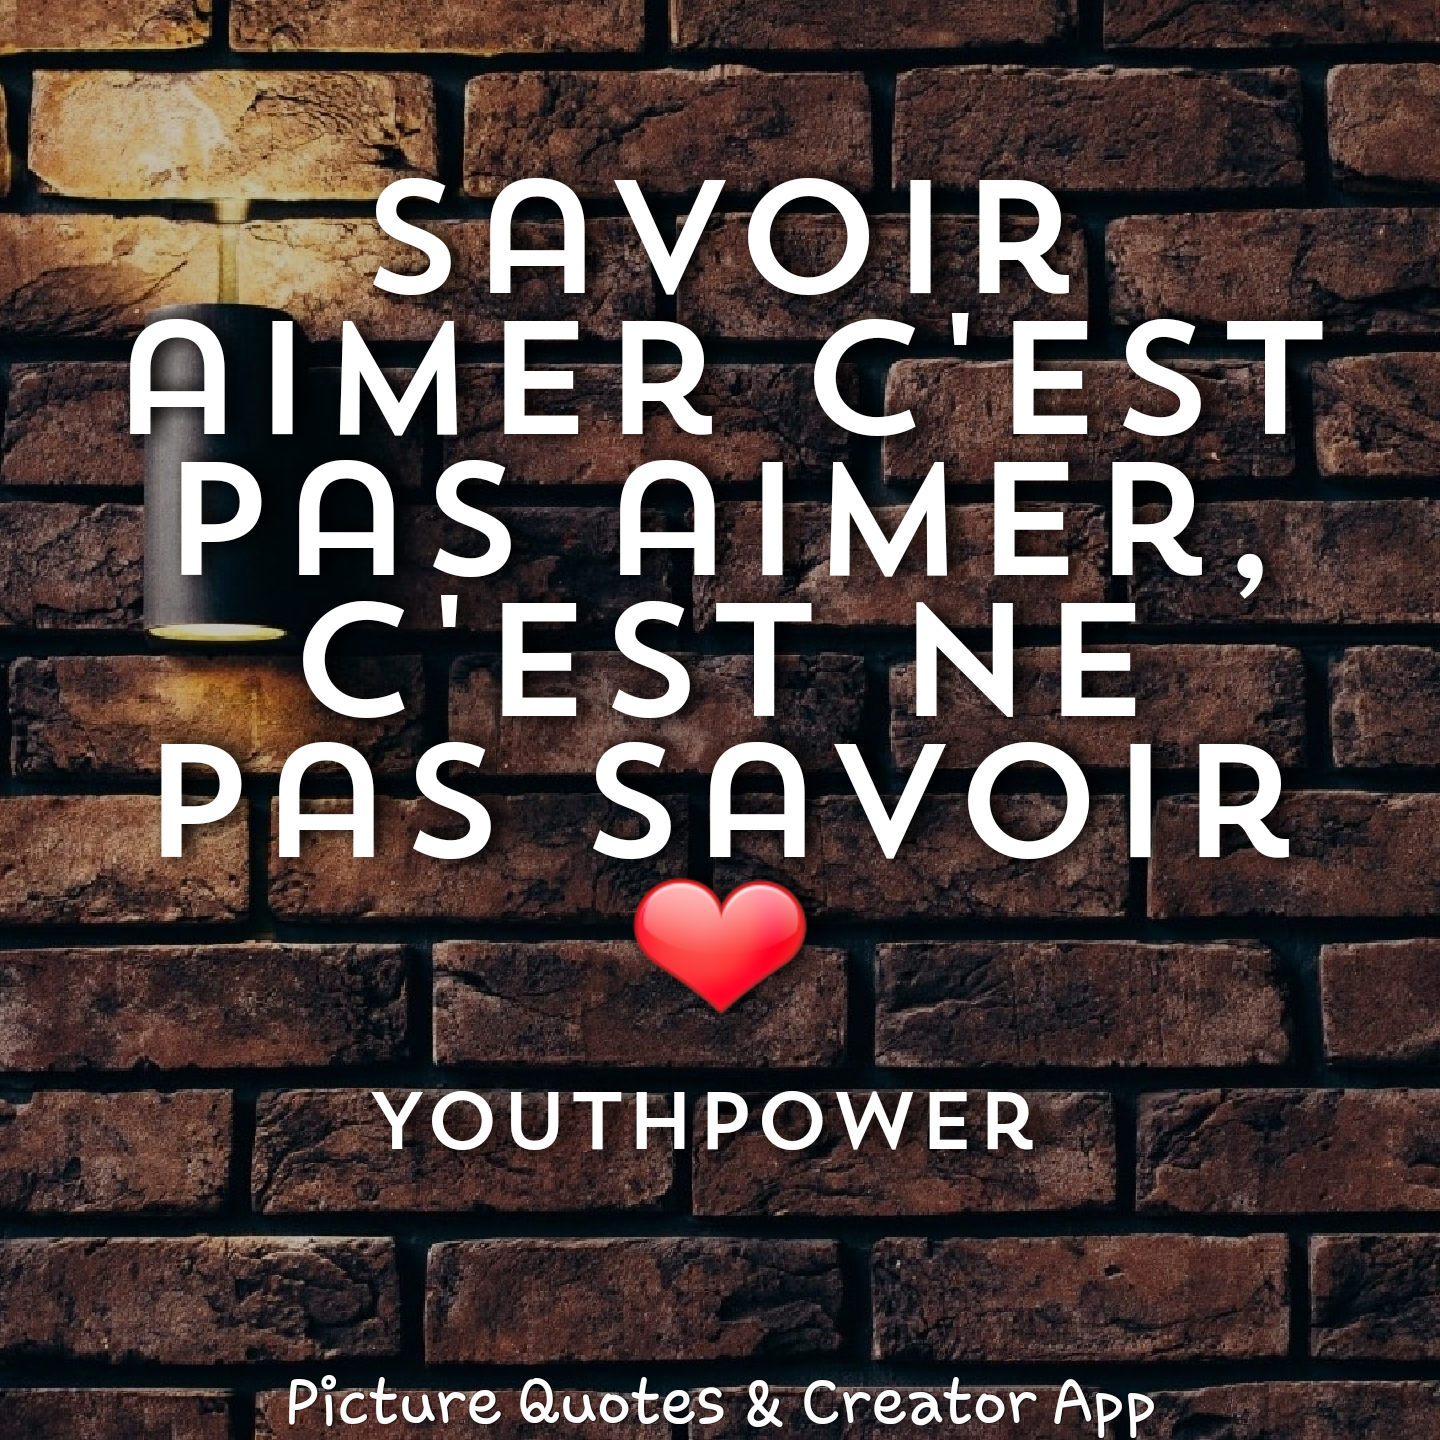 SAVOIR
AIMER C'EST
PAS AIMER,
C'EST NE
PAS SAVOIR
❤
YOUTHPOWER
Picture Quotes & Creator App